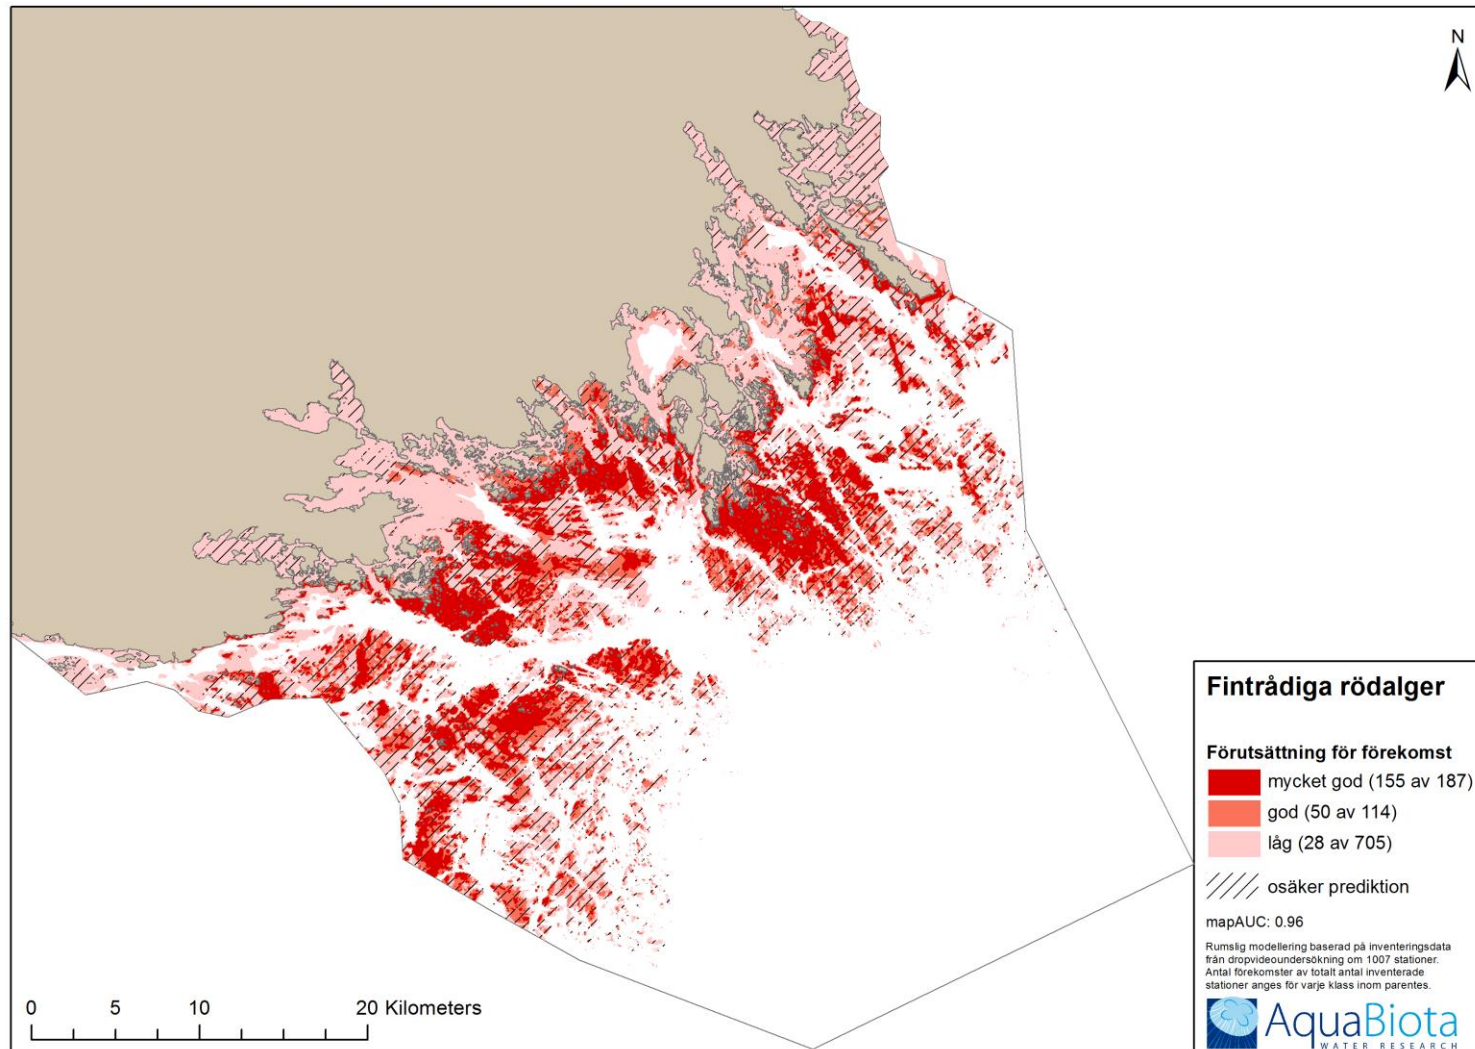 N
Fintrådiga rödalger
Förutsättning för förekomst
mycket god (155 av 187)
god (50 av 114)
låg (28 av 705)
osäker prediktion
mapAUC: 0.96
Rumslig modellering baserad på inventeringsdata
från dropvideoundersökning om 1007 stationer.
Antal förekomster av totalt antal inventerade
stationer anges för varje klass inom parentes.
AquaBiota
WATER RESEARCH
0 5 10 20 Kilometers